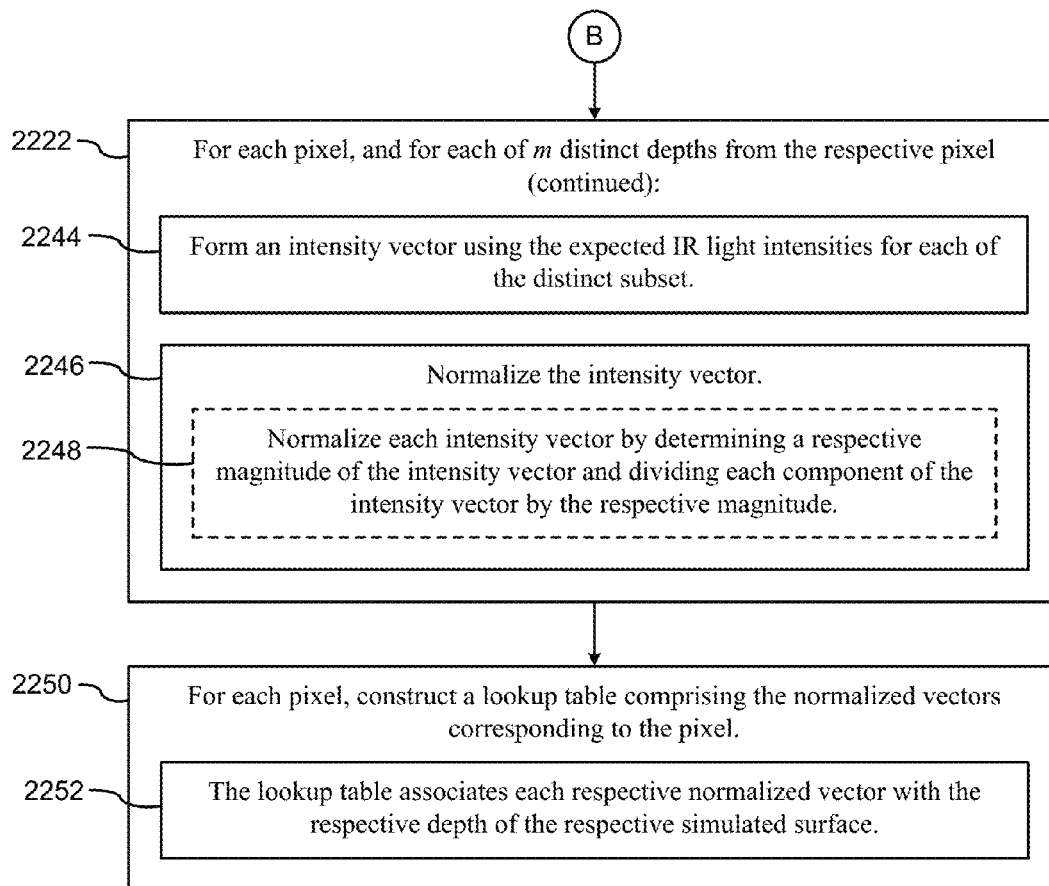 B
2222
For each pixel, and for each of m distinct depths from the respective pixel
(continued):
2244
Form an intensity vector using the expected IR light intensities for each of
the distinct subset.
2246
Normalize the intensity vector.
2248
Normalize each intensity vector by determining a respective
magnitude of the intensity vector and dividing each component of the
intensity vector by the respective magnitude.
2250
For each pixel, construct a lookup table comprising the normalized vectors
corresponding to the pixel.
2252
The lookup table associates each respective normalized vector with the
respective depth of the respective simulated surface.